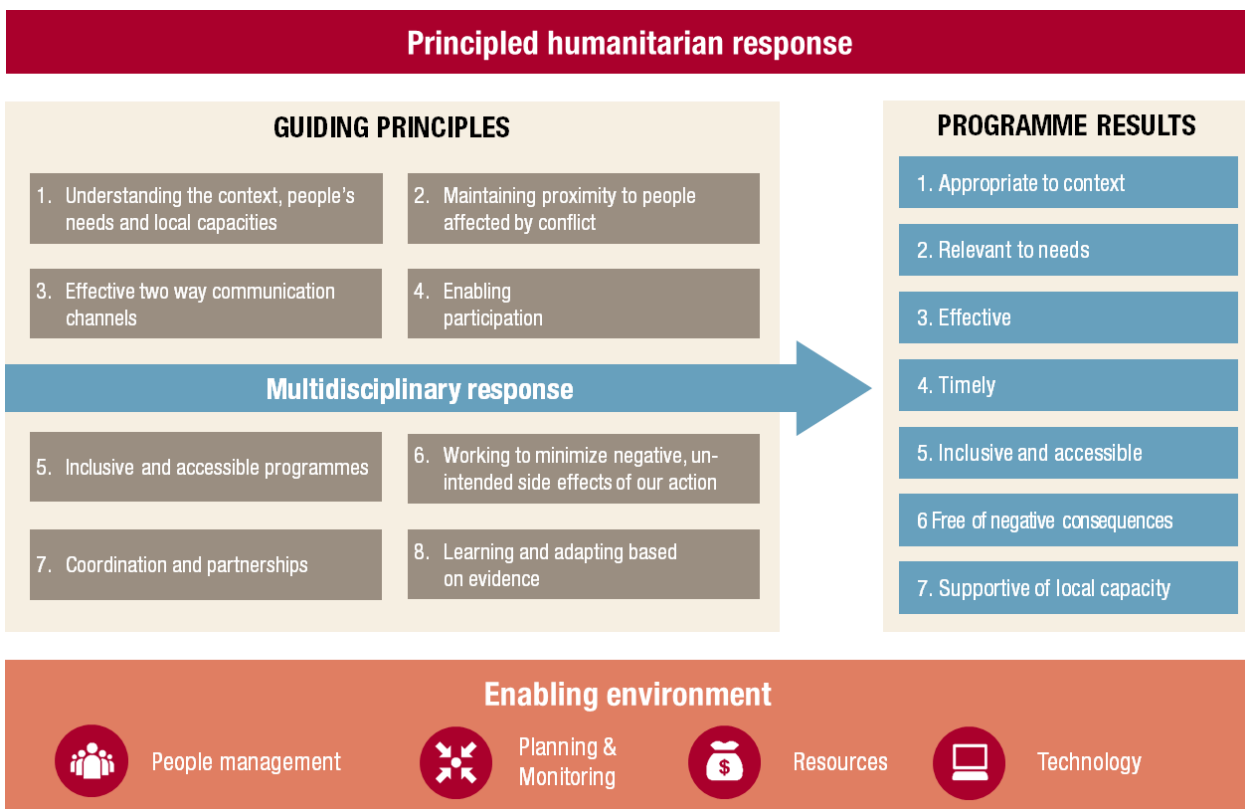 Principled humanitarian response
GUIDING PRINCIPLES
1. Understanding the context, people's
needs and local capacities
2. Maintaining proximity to people
affected by conflict
3. Effective two way communication
channels
4. Enabling
participation
Multidisciplinary response
5. Inclusive and accessible programmes
6. Working to minimize negative, un-
intended side effects of our action
7. Coordination and partnerships
8. Learning and adapting based
on evidence
PROGRAMME RESULTS
1. Appropriate to context
2. Relevant to needs
3. Effective
4. Timely
5. Inclusive and accessible
6 Free of negative consequences
7. Supportive of local capacity
Enabling environment
People management
Planning &
Monitoring
$
Resources
Technology